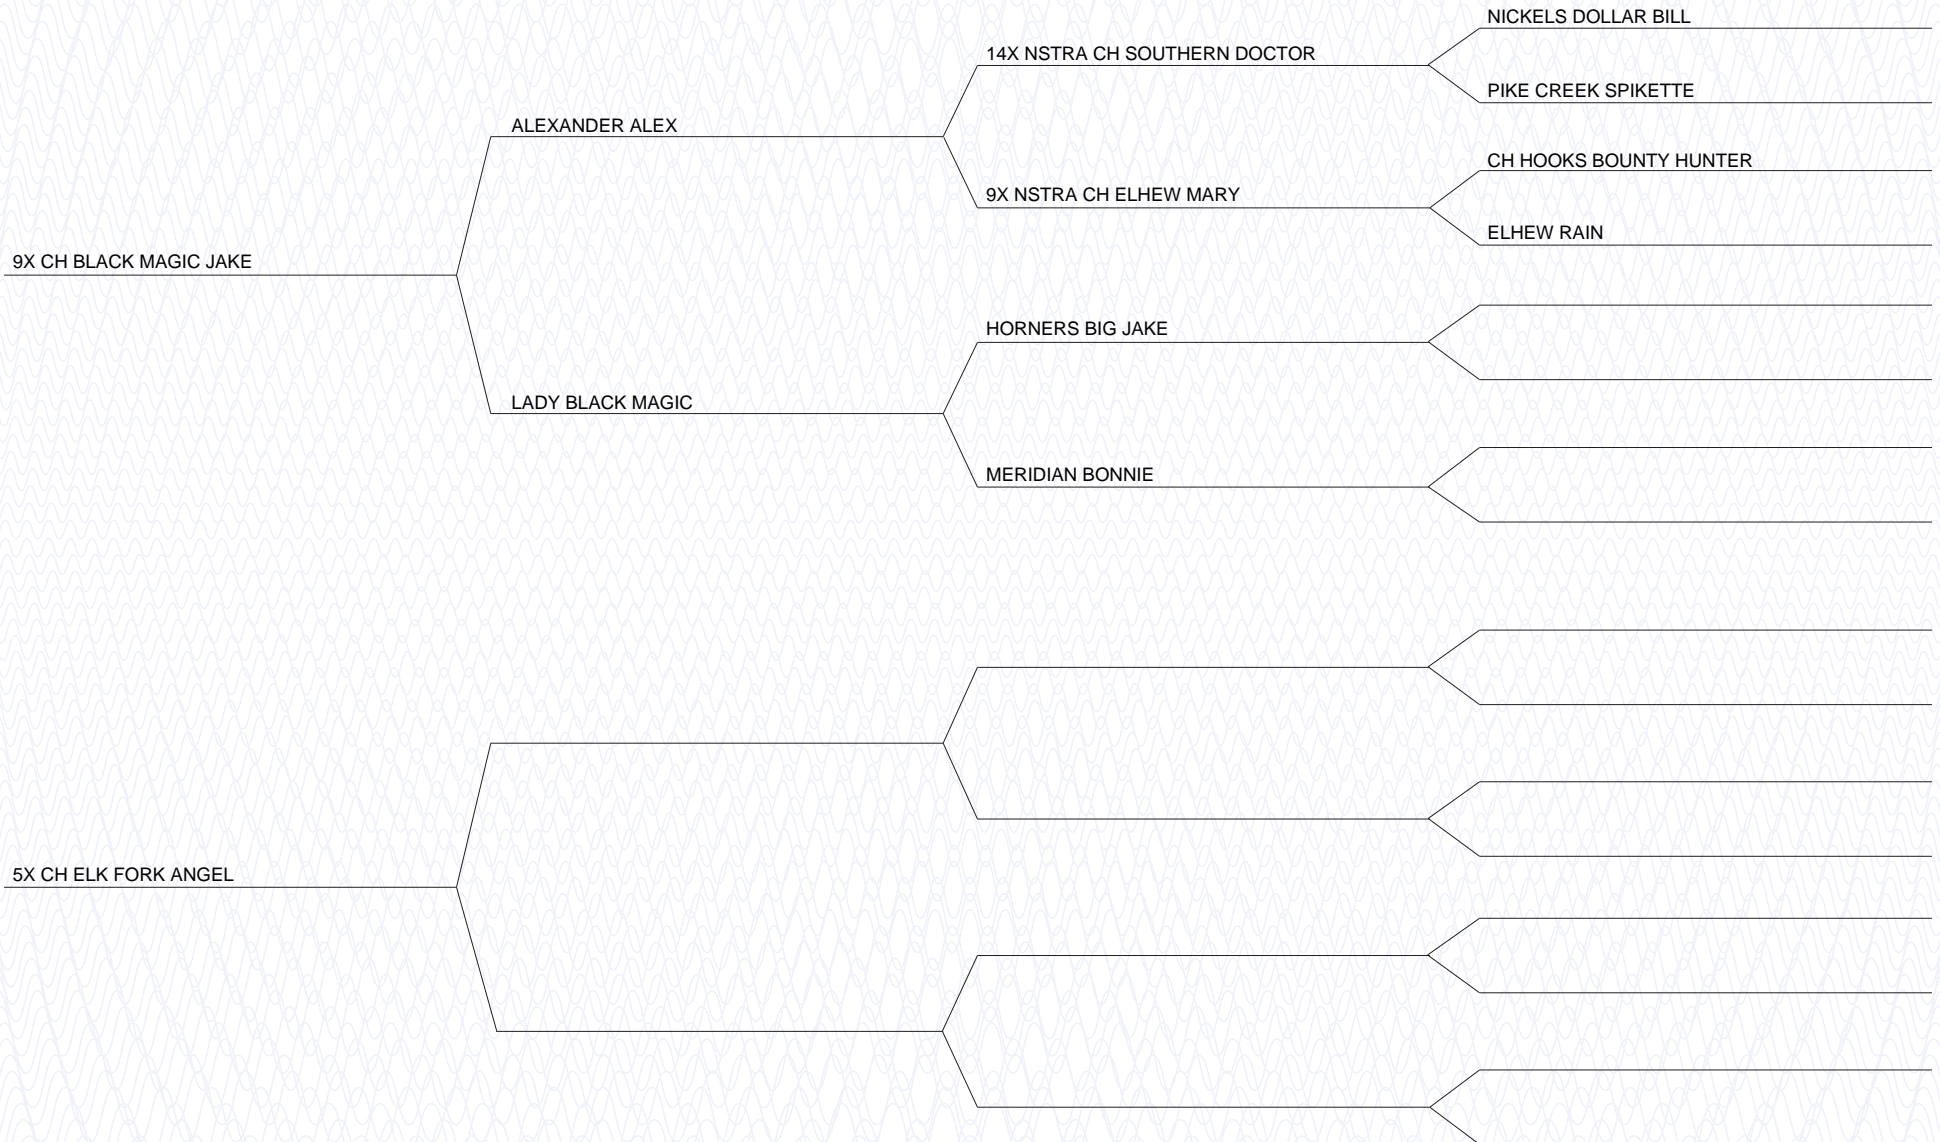 NICKELS DOLLAR BILL
14X NSTRA CH SOUTHERN DOCTOR
PIKE CREEK SPIKETTE
ALEXANDER ALEX
CH HOOKS BOUNTY HUNTER
9X NSTRA CH ELHEW MARY
ELHEW RAIN
9X CH BLACK MAGIC JAKE
HORNERS BIG JAKE
LADY BLACK MAGIC
MERIDIAN BONNIE
5X CH ELK FORK ANGEL